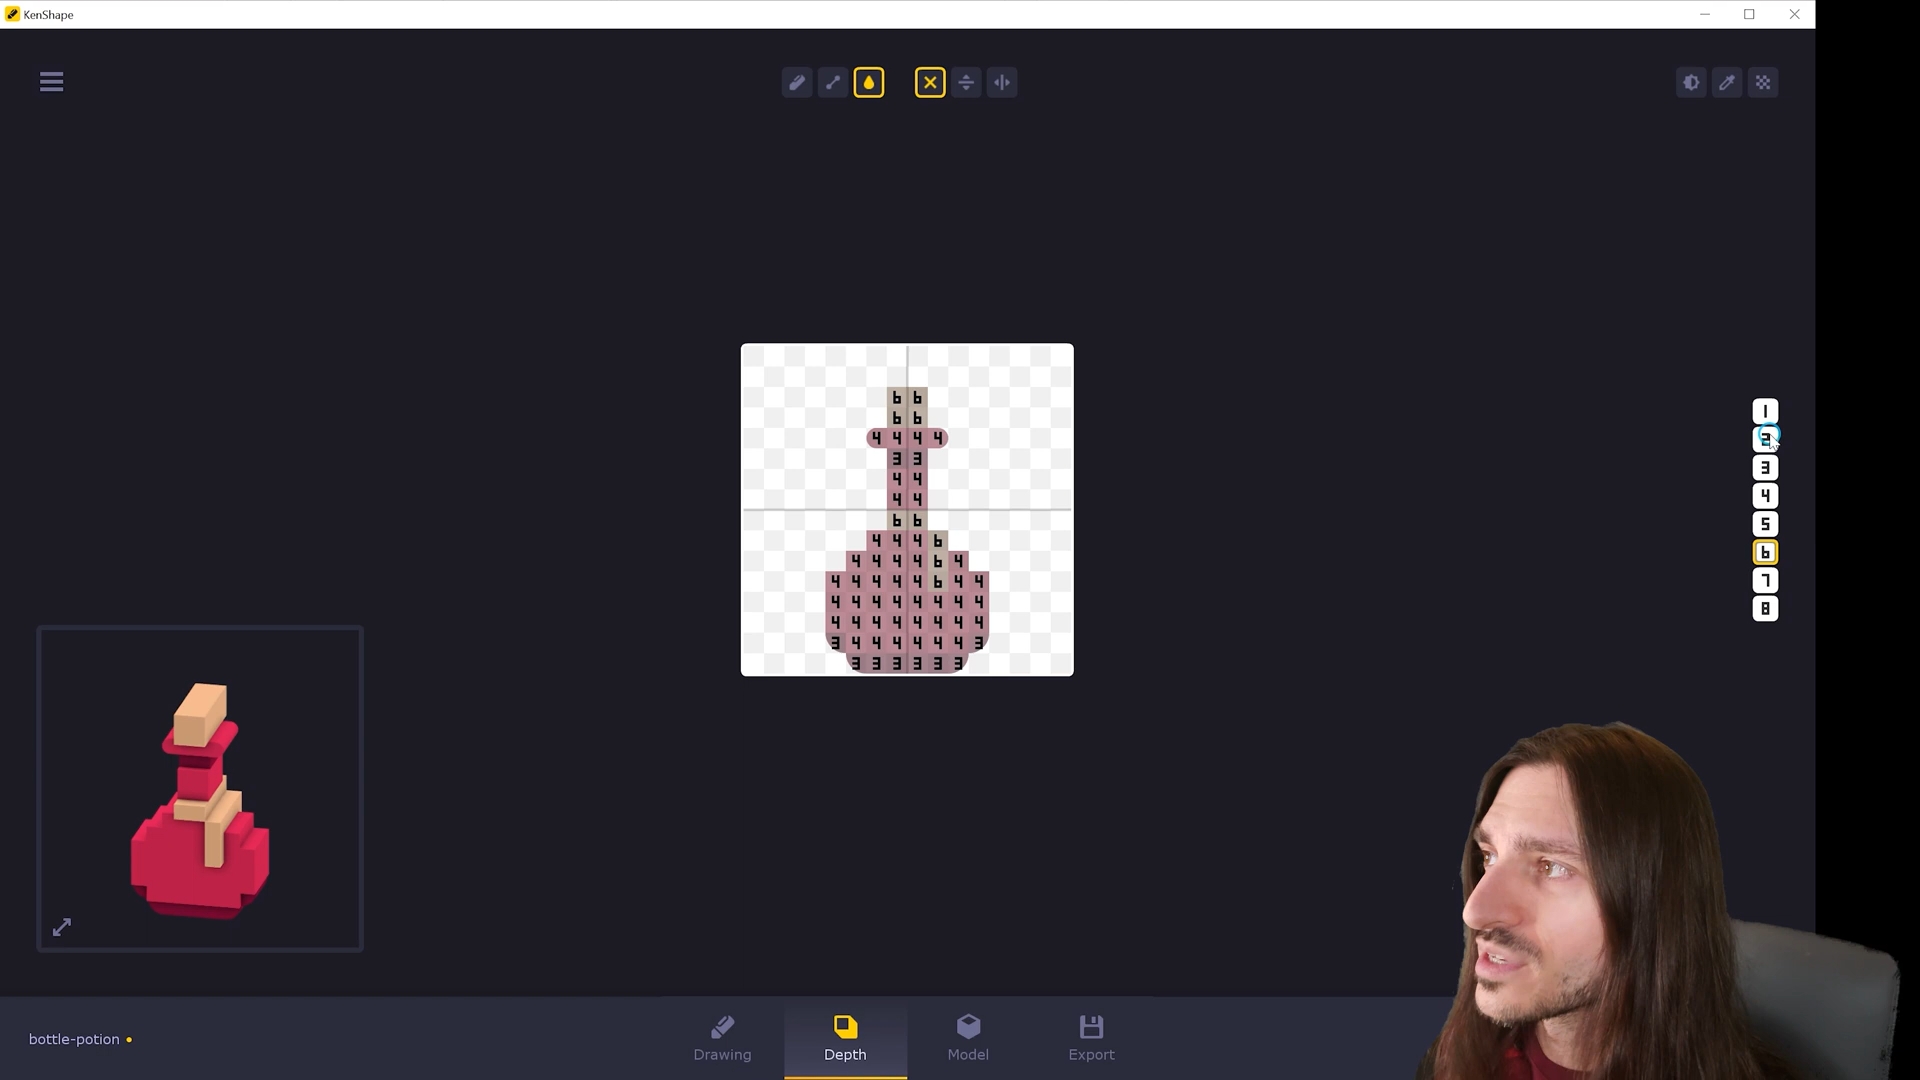 KenShape
6 6
6 6
4 4 4 4
3 3
4 4
4 4
6 6
4 4 4 6
4 4 4 4 6 4
4 4 4 4 4 6 4 4
4 4 4 4 4 4 4 4
4 4 4 4 4 4 4 4
3 4 4 4 4 4 4 3
3 3 3 3 3 3
1
2
3
4
5
6
7
8
bottle-potion
Drawing
Depth
Model
Export